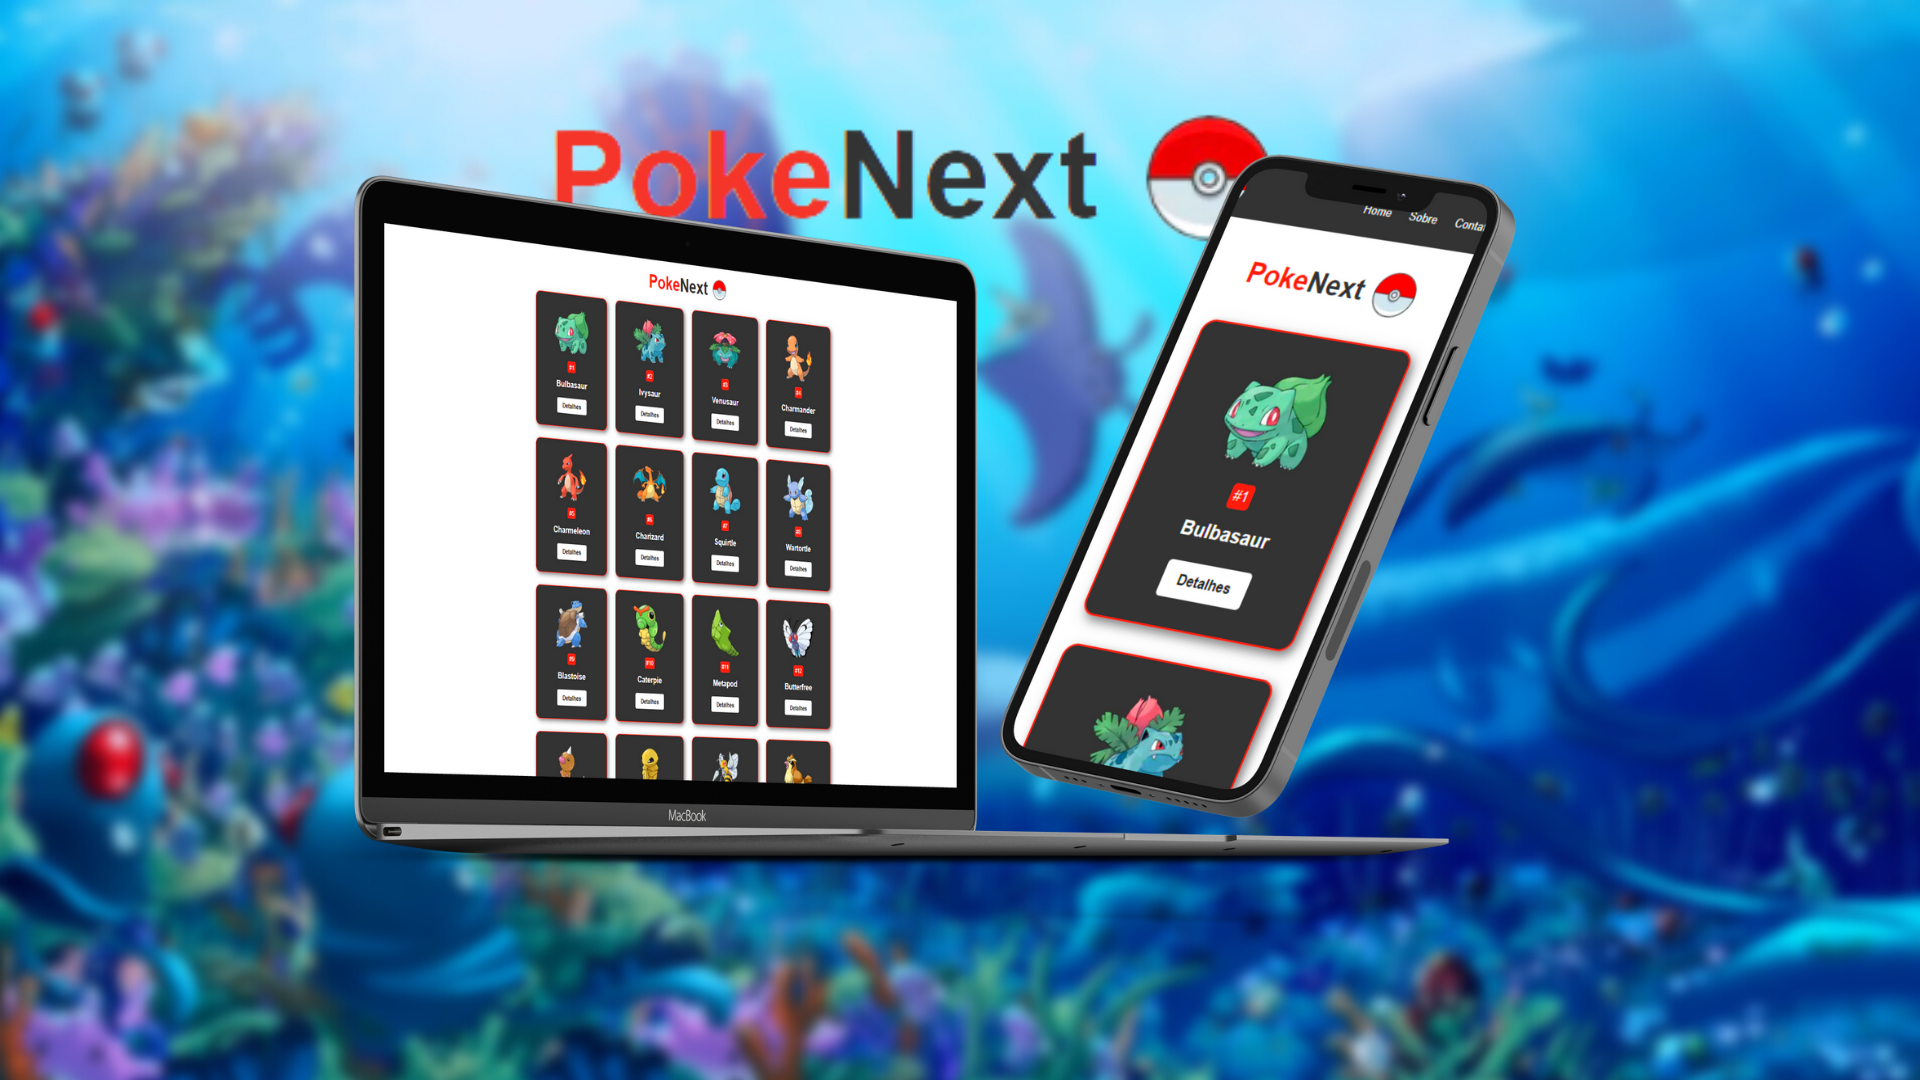 PokeNext
PokeNext
#1
Bulbasaur
Detalhes
#2
Ivysaur
Detalhes
#3
Venusaur
Detalhes
#4
Charmander
Detalhes
#5
Charmeleon
Detalhes
#6
Charizard
Detalhes
#7
Squirtle
Detalhes
#8
Wartortle
Detalhes
#9
Blastoise
Detalhes
#10
Caterpie
Detalhes
#11
Metapod
Detalhes
#12
Butterfree
Detalhes
MacBook
Home Sobre Conta
PokeNext
#1
Bulbasaur
Detalhes